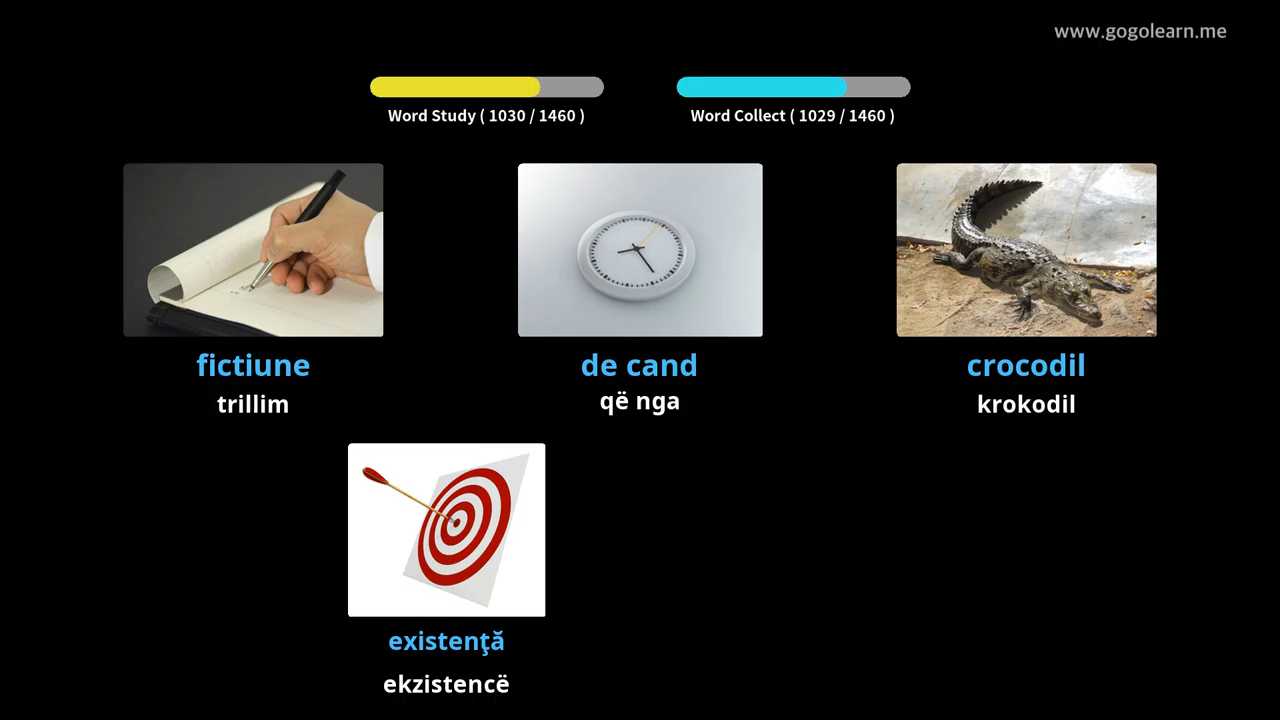 www.gogolearn.me
Word Study ( 1030 / 1460 )
Word Collect ( 1029 / 1460 )
fictiune
trillim
de cand
që nga
crocodil
krokodil
existenţă
ekzistencë